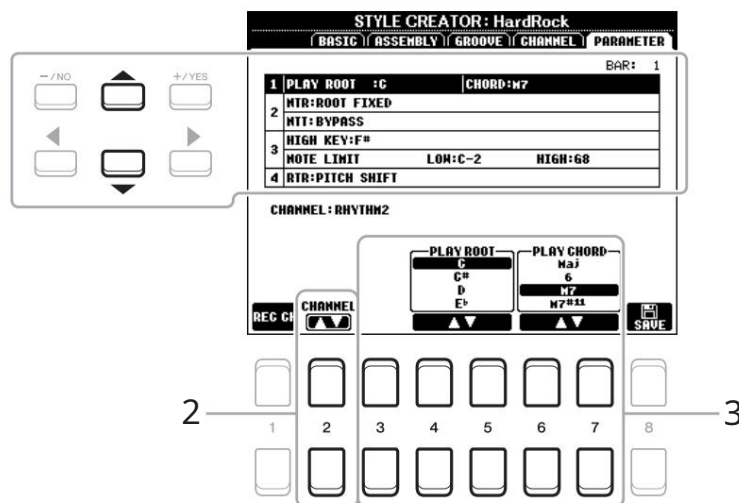 STYLE CREATOR: HardRock
BASIC ASSEMBLY GROOVE CHANNEL PARAMETER
BAR: 1
-/NO +/YES
1 PLAY ROOT :C CHORD:M7
2 NTR:ROOT FIXED
NTT:BYPASS
3 HIGH KEY:F#
NOTE LIMIT LOW:C-2 HIGH:G8
4 RTR:PITCH SHIFT
CHANNEL:RHYTHM2
PLAY ROOT PLAY CHORD
C Maj
C# 6
D M7
E♭ M7#11
REC CH CHANNEL SAVE
2 3
1 2 3 4 5 6 7 8